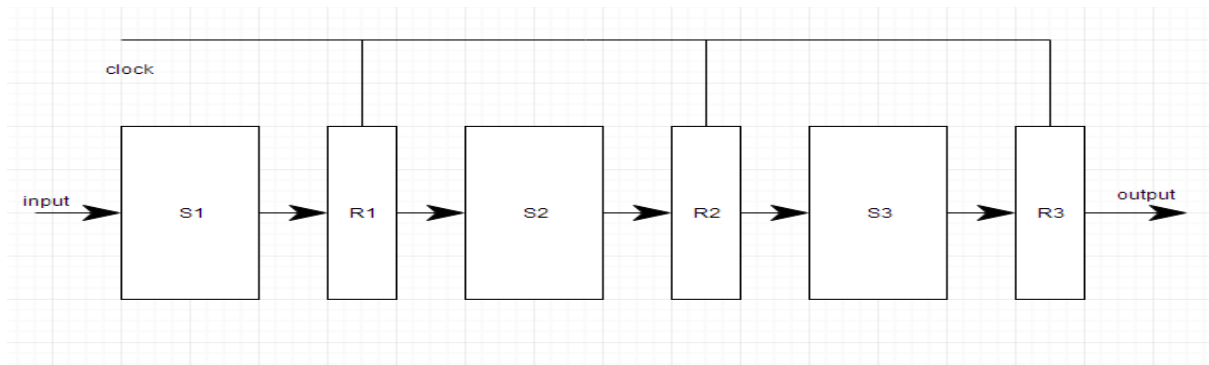 clock
input
S1
R1
S2
R2
S3
R3
output